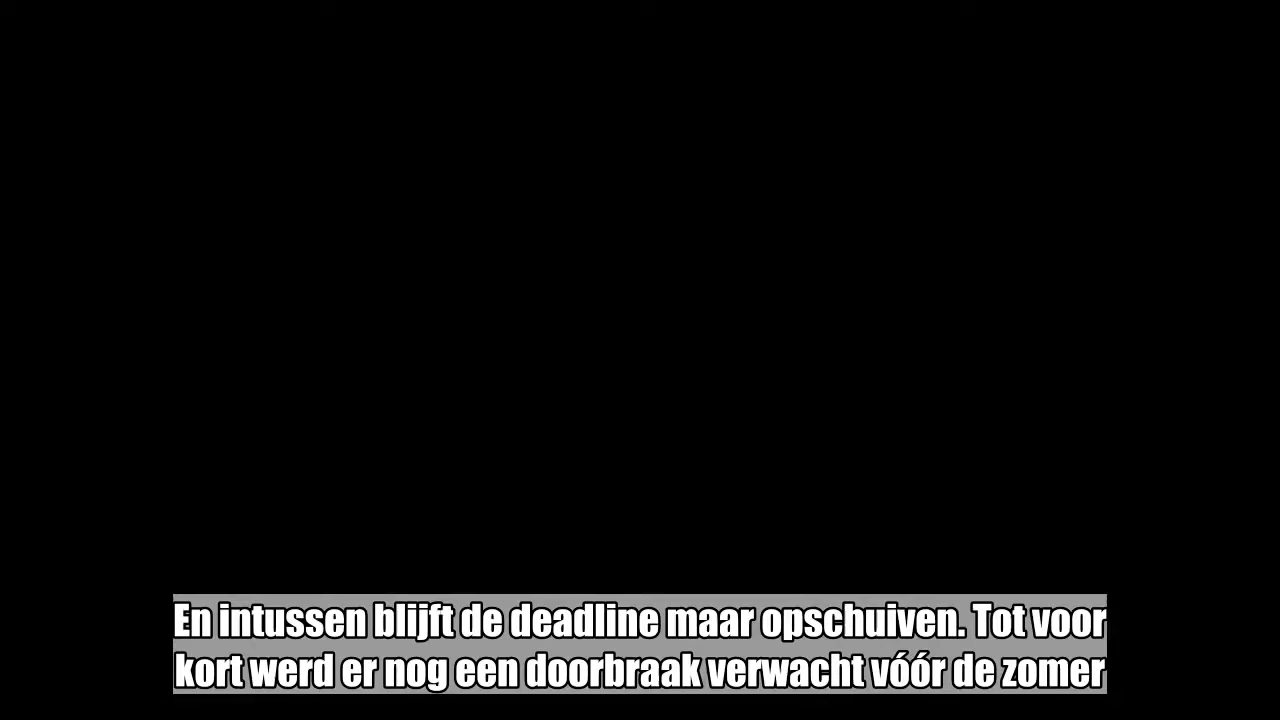 En intussen blijft de deadline maar opschuiven. Tot voor
kort werd er nog een doorbraak verwacht vóór de zomer